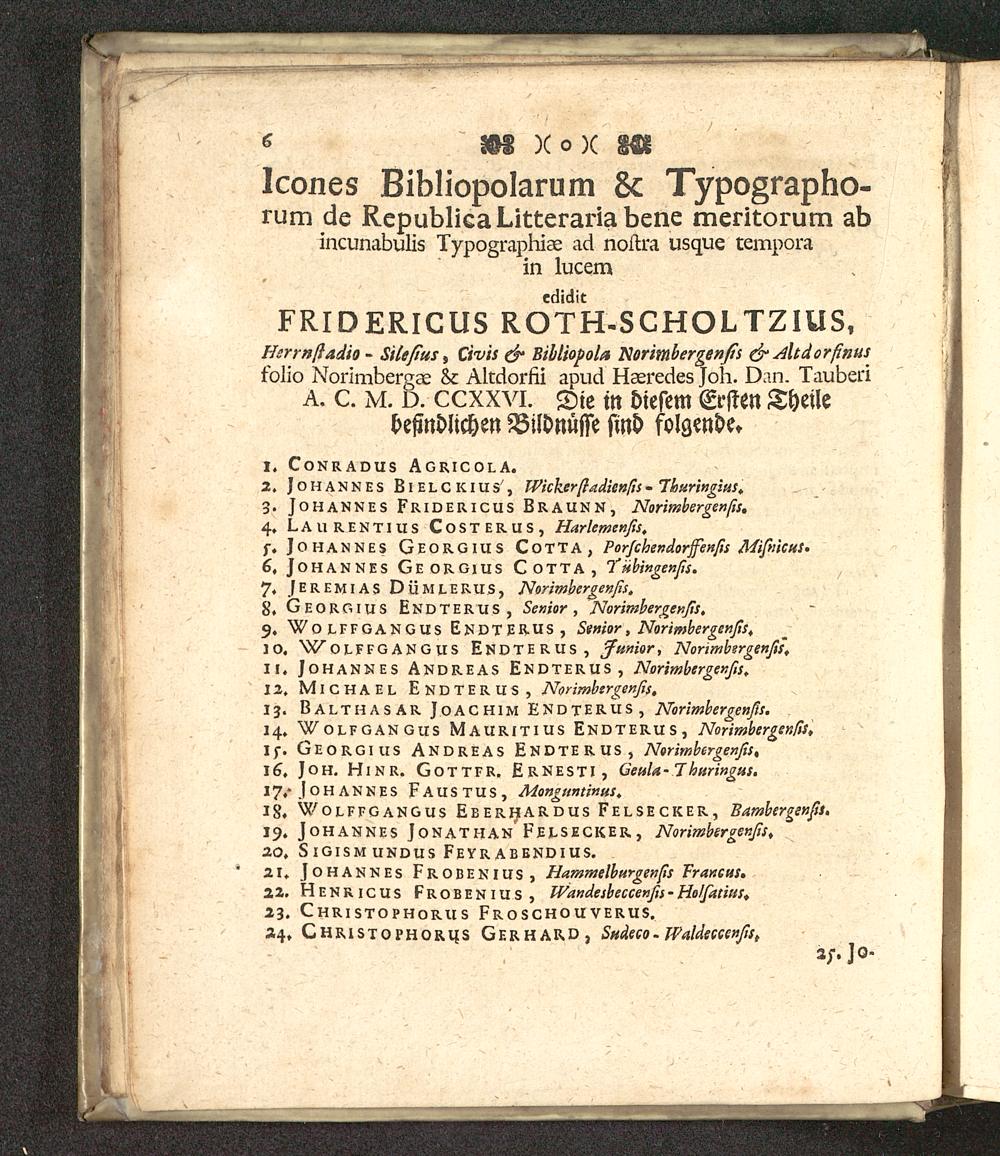 6 )( o )(
Icones Bibliopolarum & Typographo-
rum de Republica Litteraria bene meritorum ab
incunabulis Typographiæ ad noſtra usque tempora
in lucem
edidit
FRIDERICUS ROTH-SCHOLTZIUS,
Herrnſtadio - Sileſius, Civis & Bibliopola Norimbergenſis & Altdorfinus
folio Norimbergæ & Altdorfii apud Hæredes Joh. Dan. Tauberi
A. C. M. D. CCXXVI. Die in dieſem Erſten Theile
befindlichen Bildnüſſe ſind folgende.
1. CONRADUS AGRICOLA.
2. JOHANNES BIELCKIUS, Wickerſtadienſis - Thuringius.
3. JOHANNES FRIDERICUS BRAUNN, Norimbergenſis.
4. LAURENTIUS COSTERUS, Harlemenſis.
5. JOHANNES GEORGIUS COTTA, Porſchendorffenſis Miſnicus.
6. JOHANNES GEORGIUS COTTA, Tübingenſis.
7. JEREMIAS DÜMLERUS, Norimbergenſis.
8. GEORGIUS ENDTERUS, Senior, Norimbergenſis.
9. WOLFFGANGUS ENDTERUS, Senior, Norimbergenſis.
10. WOLFFGANGUS ENDTERUS, Junior, Norimbergenſis.
11. JOHANNES ANDREAS ENDTERUS, Norimbergenſis.
12. MICHAEL ENDTERUS, Norimbergenſis.
13. BALTHASAR JOACHIM ENDTERUS, Norimbergenſis.
14. WOLFGANGUS MAURITIUS ENDTERUS, Norimbergenſis.
15. GEORGIUS ANDREAS ENDTERUS, Norimbergenſis.
16. JOH. HINR. GOTTFR. ERNESTI, Geula-Thuringus.
17. JOHANNES FAUSTUS, Monguntinus.
18. WOLFFGANGUS EBERHARDUS FELSECKER, Bambergenſis.
19. JOHANNES JONATHAN FELSECKER, Norimbergenſis.
20. SIGISMUNDUS FEYRABENDIUS.
21. JOHANNES FROBENIUS, Hammelburgenſis Francus.
22. HENRICUS FROBENIUS, Wandesbeccenſis-Holſatius.
23. CHRISTOPHORUS FROSCHOUVERUS.
24. CHRISTOPHORUS GERHARD, Sudeco-Waldeccenſis.
25. JO-